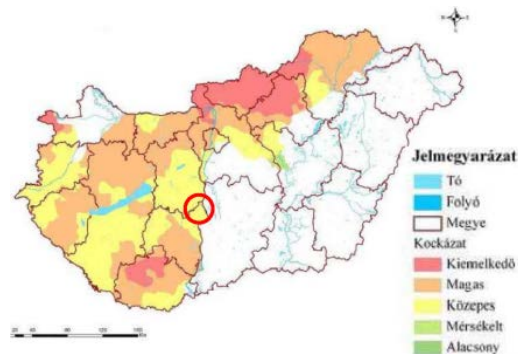 Jelmegyarázat
Tó
Folyó
Megye
Kockázat
Kiemelkedő
Magas
Közepes
Mérsékelt
Alacsony